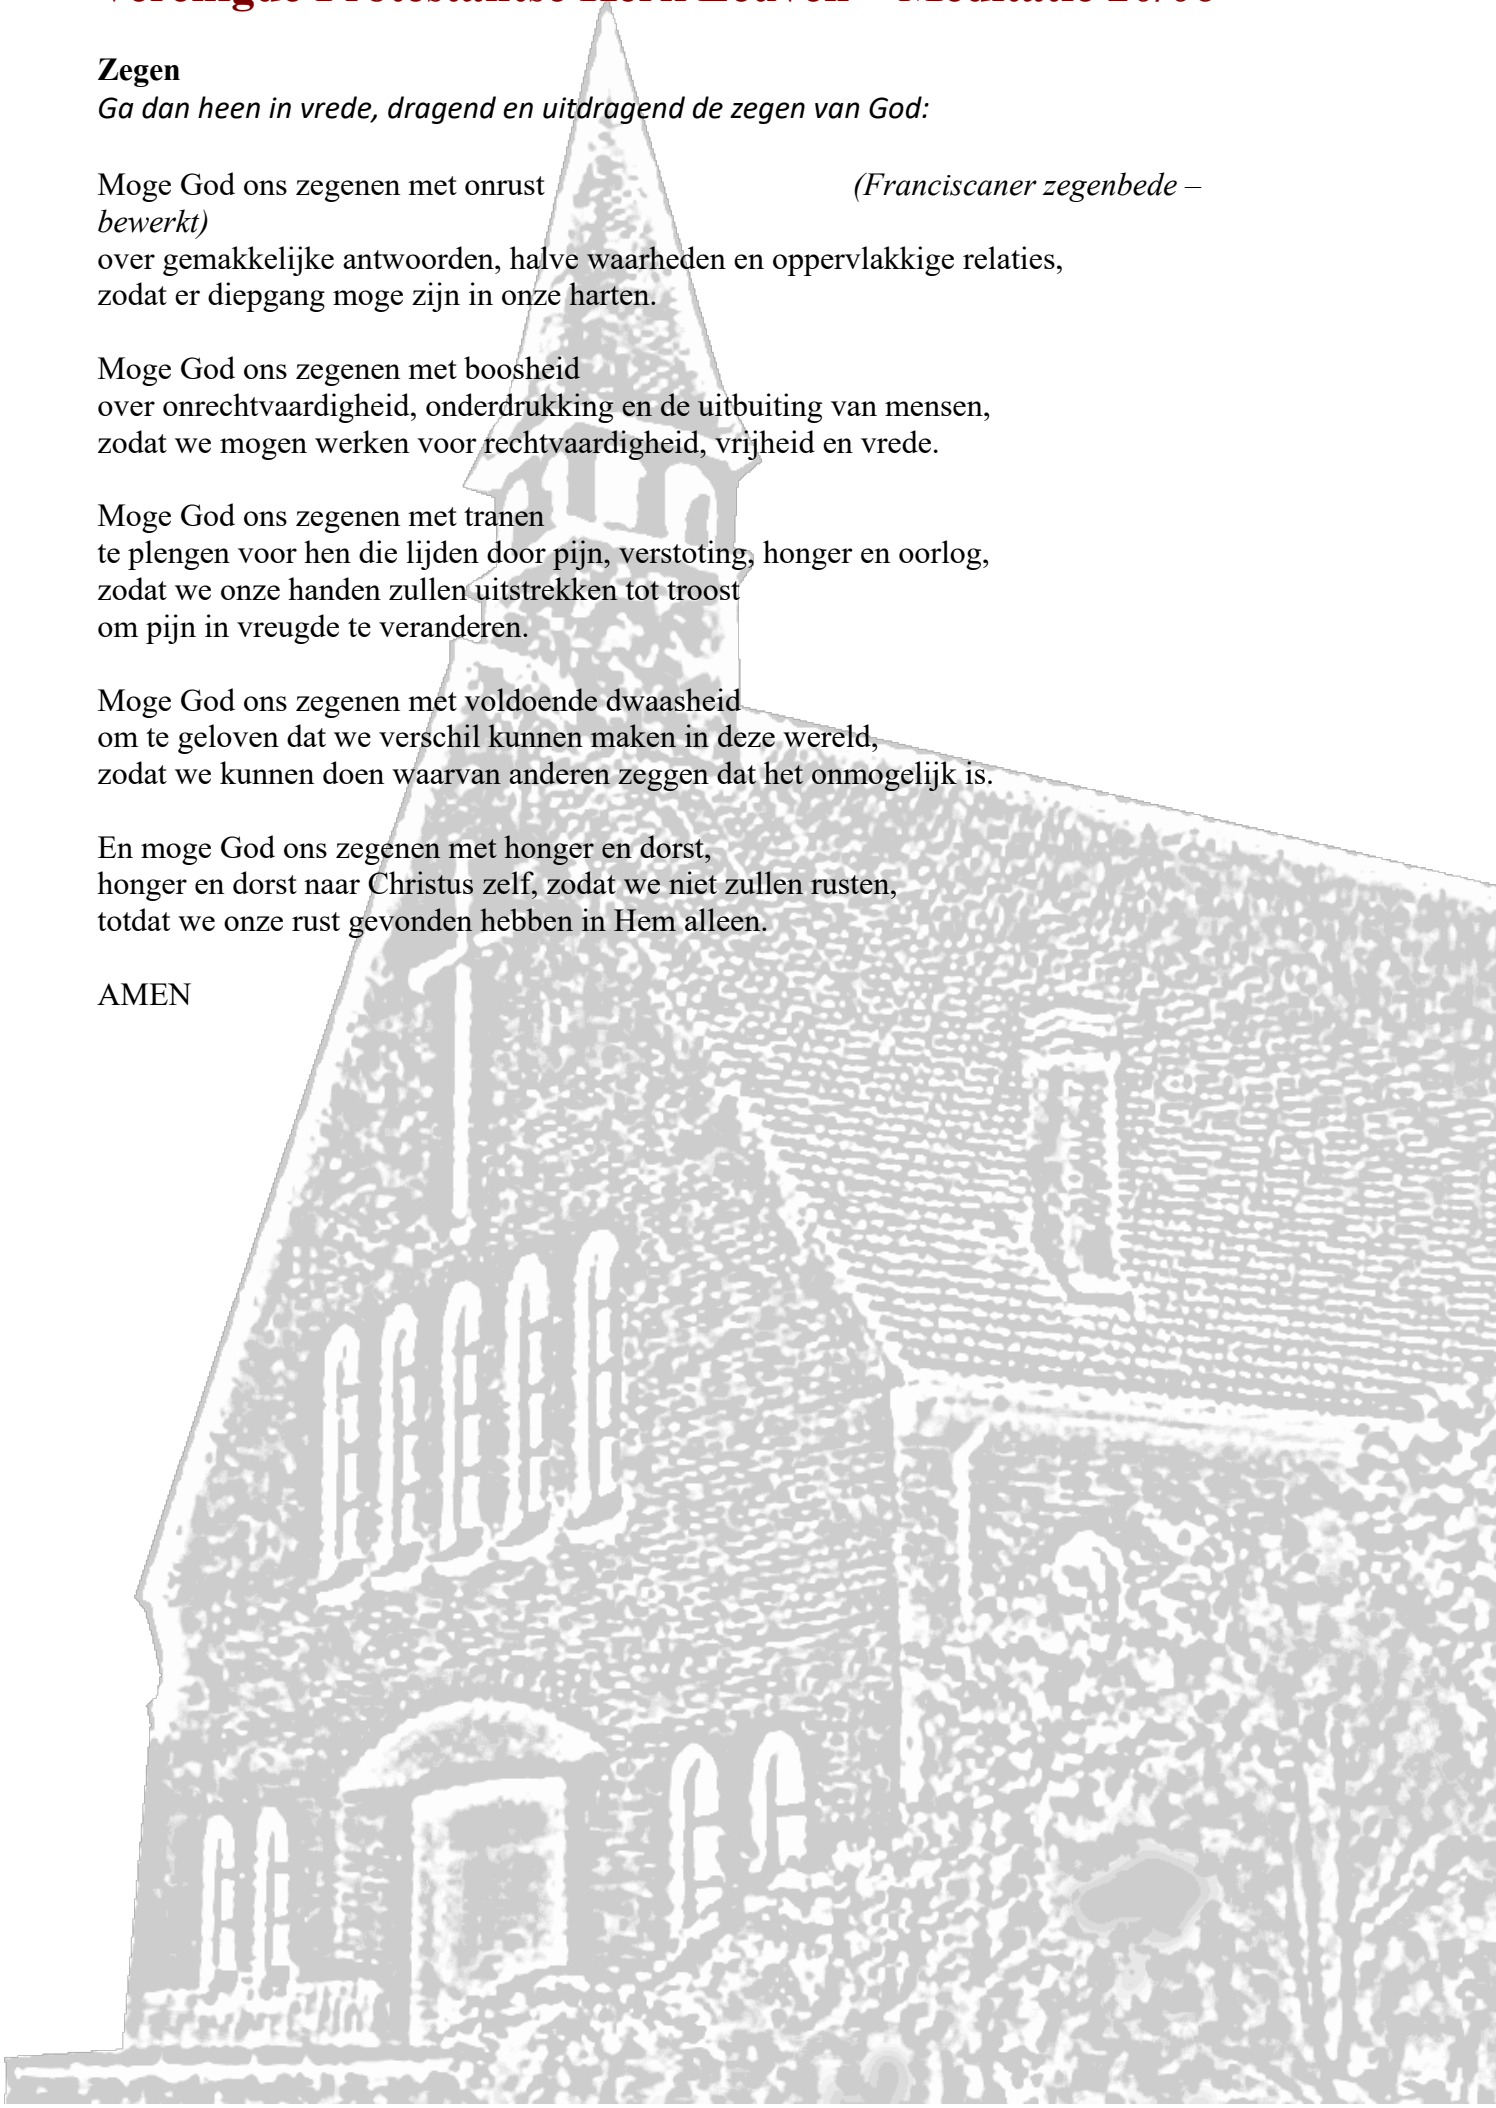 Zegen
Ga dan heen in vrede, dragend en uitdragend de zegen van God:
Moge God ons zegenen met onrust (Franciscaner zegenbede –
bewerkt)
over gemakkelijke antwoorden, halve waarheden en oppervlakkige relaties,
zodat er diepgang moge zijn in onze harten.
Moge God ons zegenen met boosheid
over onrechtvaardigheid, onderdrukking en de uitbuiting van mensen,
zodat we mogen werken voor rechtvaardigheid, vrijheid en vrede.
Moge God ons zegenen met tranen
te plengen voor hen die lijden door pijn, verstoting, honger en oorlog,
zodat we onze handen zullen uitstrekken tot troost
om pijn in vreugde te veranderen.
Moge God ons zegenen met voldoende dwaasheid
om te geloven dat we verschil kunnen maken in deze wereld,
zodat we kunnen doen waarvan anderen zeggen dat het onmogelijk is.
En moge God ons zegenen met honger en dorst,
honger en dorst naar Christus zelf, zodat we niet zullen rusten,
totdat we onze rust gevonden hebben in Hem alleen.
AMEN